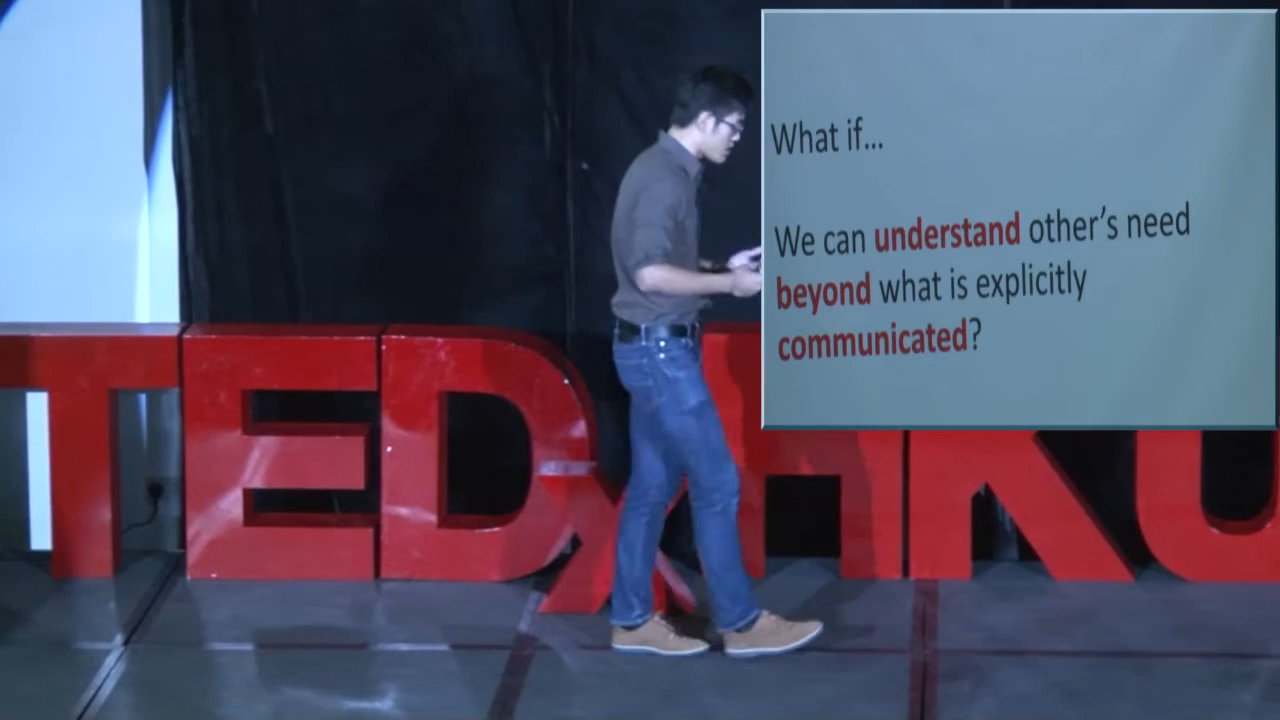 What if...
We can understand other's need
beyond what is explicitly
communicated?
TEDxHKU